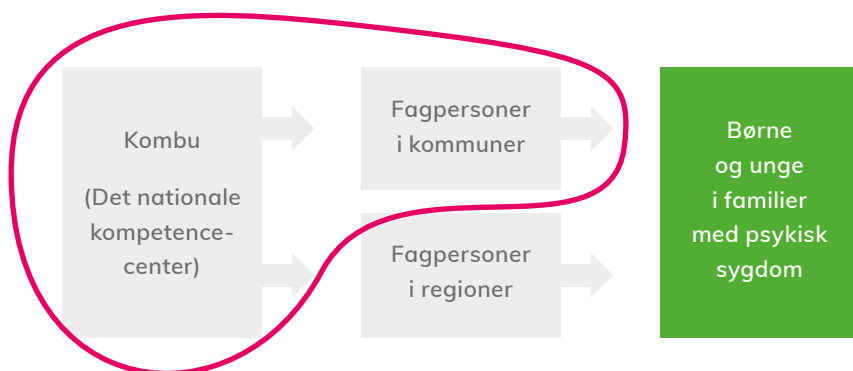 Kombu
(Det nationale
kompetence-
center)
Fagpersoner
i kommuner
Fagpersoner
i regioner
Børne
og unge
i familier
med psykisk
sygdom